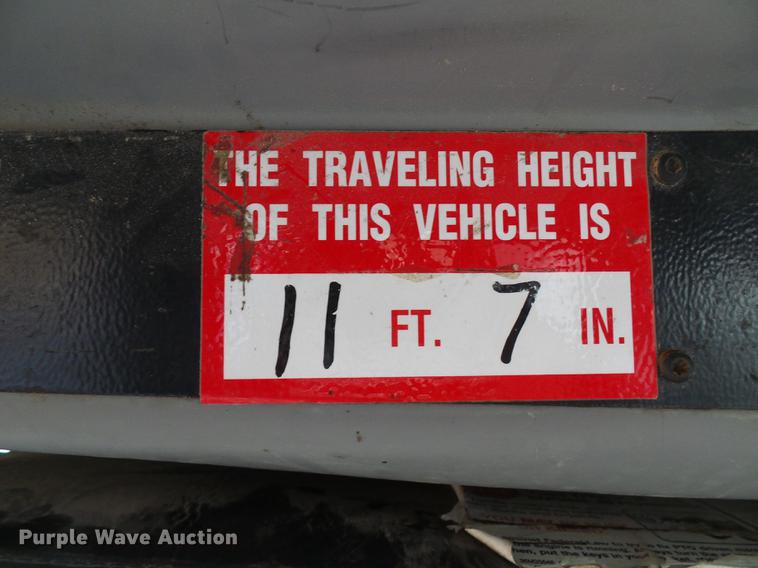 THE TRAVELING HEIGHT
OF THIS VEHICLE IS
11 FT. 7 IN.
Purple Wave Auction